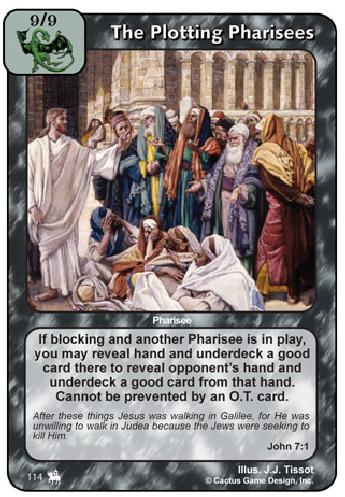 The Plotting Pharisees
9/9
Pharisee
If blocking and another Pharisee is in play,
you may reveal hand and underdeck a good
card there to reveal opponent's hand and
underdeck a good card from that hand.
Cannot be prevented by an O.T. card.
After these things Jesus was walking in Galilee, for He was
unwilling to walk in Judea because the Jews were seeking to
kill Him.
John 7:1
114
Illus. J.J. Tissot
© Cactus Game Design, Inc.